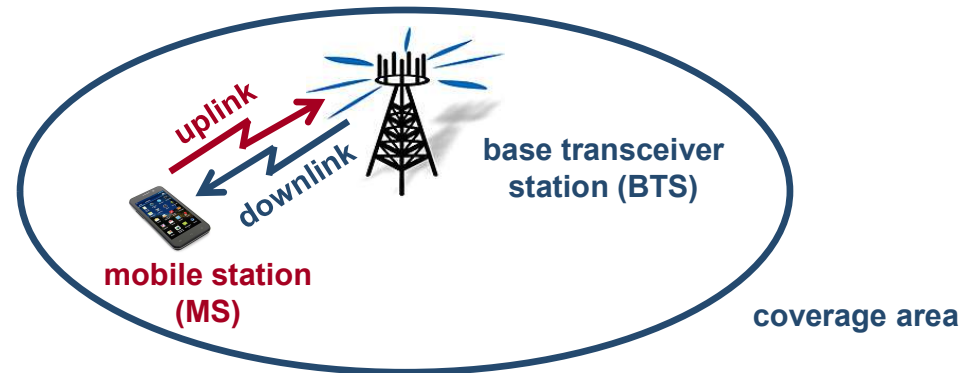 uplink
downlink
base transceiver
station (BTS)
mobile station
(MS)
coverage area